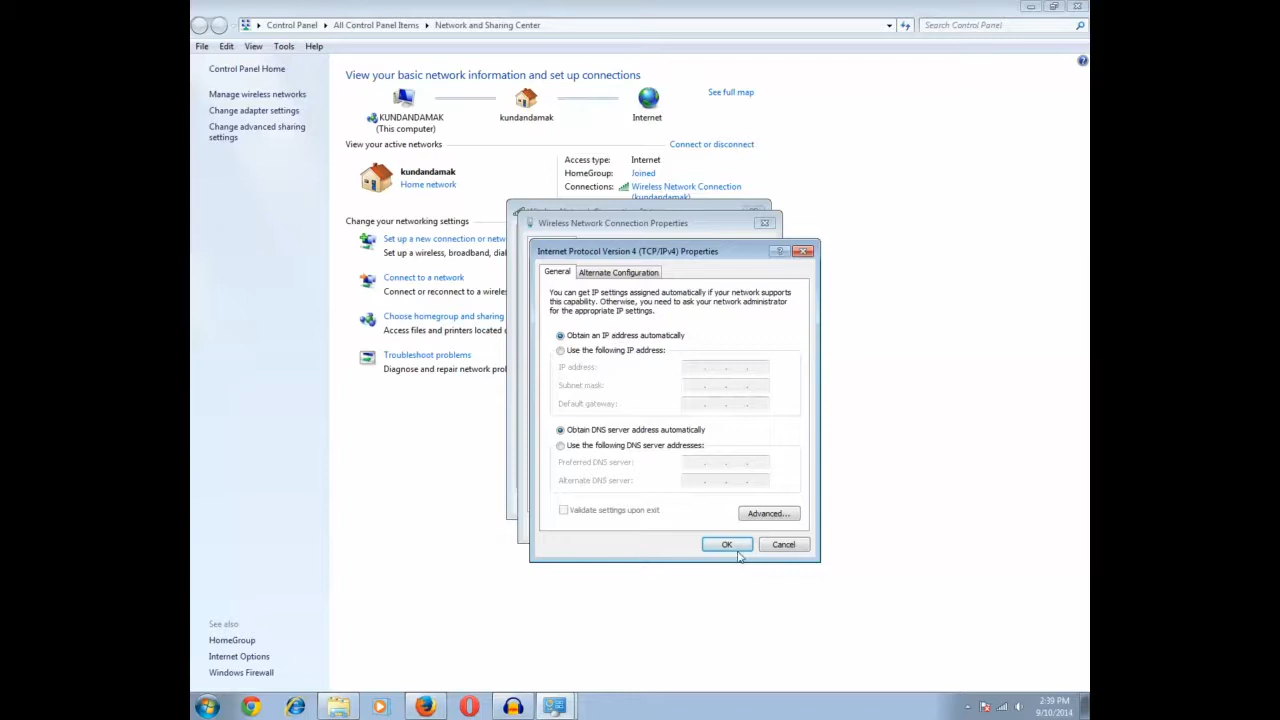 Control Panel ▸ All Control Panel Items ▸ Network and Sharing Center
Search Control Panel
File Edit View Tools Help
Control Panel Home
Manage wireless networks
Change adapter settings
Change advanced sharing
settings
View your basic network information and set up connections
See full map
KUNDANDAMAK
(This computer)
kundandamak
Internet
View your active networks
Connect or disconnect
kundandamak
Home network
Access type: Internet
HomeGroup: Joined
Connections: Wireless Network Connection
(kundandamak)
Change your networking settings
Set up a new connection or netw
Set up a wireless, broadband, dial
Connect to a network
Connect or reconnect to a wireles
Choose homegroup and sharing
Access files and printers located o
Troubleshoot problems
Diagnose and repair network prol
Wireless Network Connection Properties
Internet Protocol Version 4 (TCP/IPv4) Properties
General Alternate Configuration
You can get IP settings assigned automatically if your network supports
this capability. Otherwise, you need to ask your network administrator
for the appropriate IP settings.
Obtain an IP address automatically
Use the following IP address:
IP address:
Subnet mask:
Default gateway:
Obtain DNS server address automatically
Use the following DNS server addresses:
Preferred DNS server:
Alternate DNS server:
Validate settings upon exit
Advanced...
OK Cancel
See also
HomeGroup
Internet Options
Windows Firewall
2:39 PM
9/10/2014